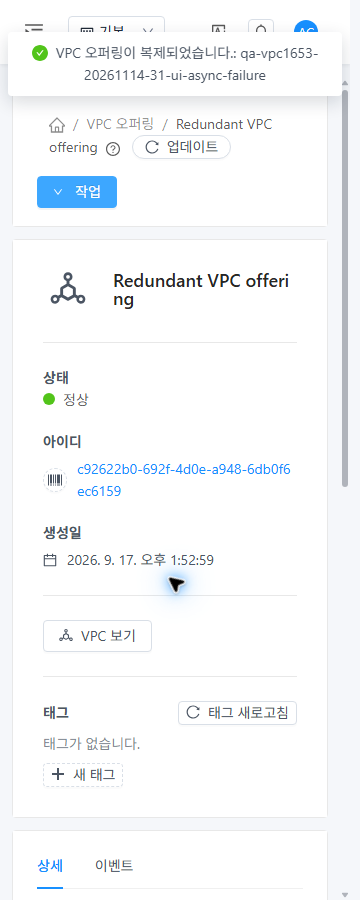 VPC 오퍼링이 복제되었습니다.: qa-vpc1653-
20261114-31-ui-async-failure
/ VPC 오퍼링 / Redundant VPC
offering 업데이트
작업
Redundant VPC offeri
ng
상태
정상
아이디
c92622b0-692f-4d0e-a948-6db0f6
ec6159
생성일
2026. 9. 17. 오후 1:52:59
VPC 보기
태그
태그 새로고침
태그가 없습니다.
새 태그
상세
이벤트